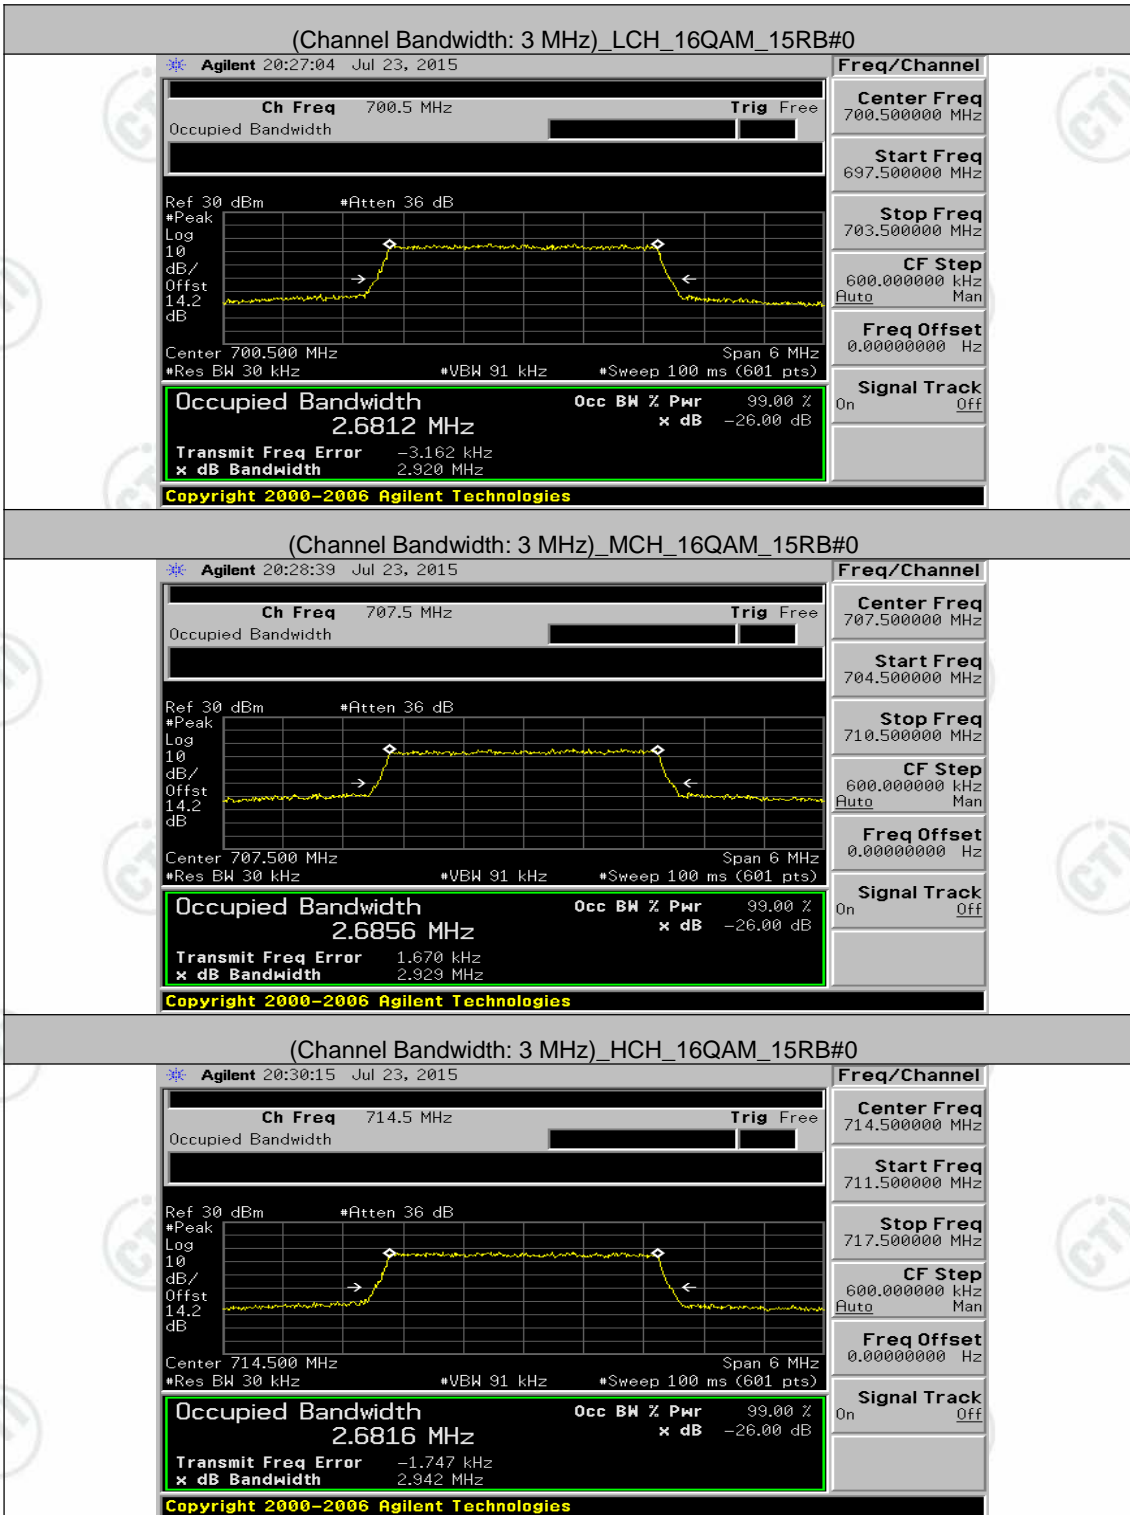 (Channel Bandwidth: 3 MHz)_LCH_16QAM_15RB#0
Agilent 20:27:04 Jul 23, 2015
Freq/Channel
Ch Freq 700.5 MHz Trig Free
Occupied Bandwidth
Center Freq
700.500000 MHz
Start Freq
697.500000 MHz
Stop Freq
703.500000 MHz
CF Step
600.000000 kHz
Auto Man
Freq Offset
0.00000000 Hz
Signal Track
On Off
Ref 30 dBm #Atten 36 dB
#Peak
Log
10
dB/
Offst
14.2
dB
Center 700.500 MHz Span 6 MHz
#Res BW 30 kHz #VBW 91 kHz #Sweep 100 ms (601 pts)
Occupied Bandwidth Occ BW % Pwr 99.00 %
2.6812 MHz x dB -26.00 dB
Transmit Freq Error -3.162 kHz
x dB Bandwidth 2.920 MHz
Copyright 2000-2006 Agilent Technologies
(Channel Bandwidth: 3 MHz)_MCH_16QAM_15RB#0
Agilent 20:28:39 Jul 23, 2015
Freq/Channel
Ch Freq 707.5 MHz Trig Free
Occupied Bandwidth
Center Freq
707.500000 MHz
Start Freq
704.500000 MHz
Stop Freq
710.500000 MHz
CF Step
600.000000 kHz
Auto Man
Freq Offset
0.00000000 Hz
Signal Track
On Off
Ref 30 dBm #Atten 36 dB
#Peak
Log
10
dB/
Offst
14.2
dB
Center 707.500 MHz Span 6 MHz
#Res BW 30 kHz #VBW 91 kHz #Sweep 100 ms (601 pts)
Occupied Bandwidth Occ BW % Pwr 99.00 %
2.6856 MHz x dB -26.00 dB
Transmit Freq Error 1.670 kHz
x dB Bandwidth 2.929 MHz
Copyright 2000-2006 Agilent Technologies
(Channel Bandwidth: 3 MHz)_HCH_16QAM_15RB#0
Agilent 20:30:15 Jul 23, 2015
Freq/Channel
Ch Freq 714.5 MHz Trig Free
Occupied Bandwidth
Center Freq
714.500000 MHz
Start Freq
711.500000 MHz
Stop Freq
717.500000 MHz
CF Step
600.000000 kHz
Auto Man
Freq Offset
0.00000000 Hz
Signal Track
On Off
Ref 30 dBm #Atten 36 dB
#Peak
Log
10
dB/
Offst
14.2
dB
Center 714.500 MHz Span 6 MHz
#Res BW 30 kHz #VBW 91 kHz #Sweep 100 ms (601 pts)
Occupied Bandwidth Occ BW % Pwr 99.00 %
2.6816 MHz x dB -26.00 dB
Transmit Freq Error -1.747 kHz
x dB Bandwidth 2.942 MHz
Copyright 2000-2006 Agilent Technologies
CTI
CTI
CTI
CTI
CTI
CTI
CTI
CTI